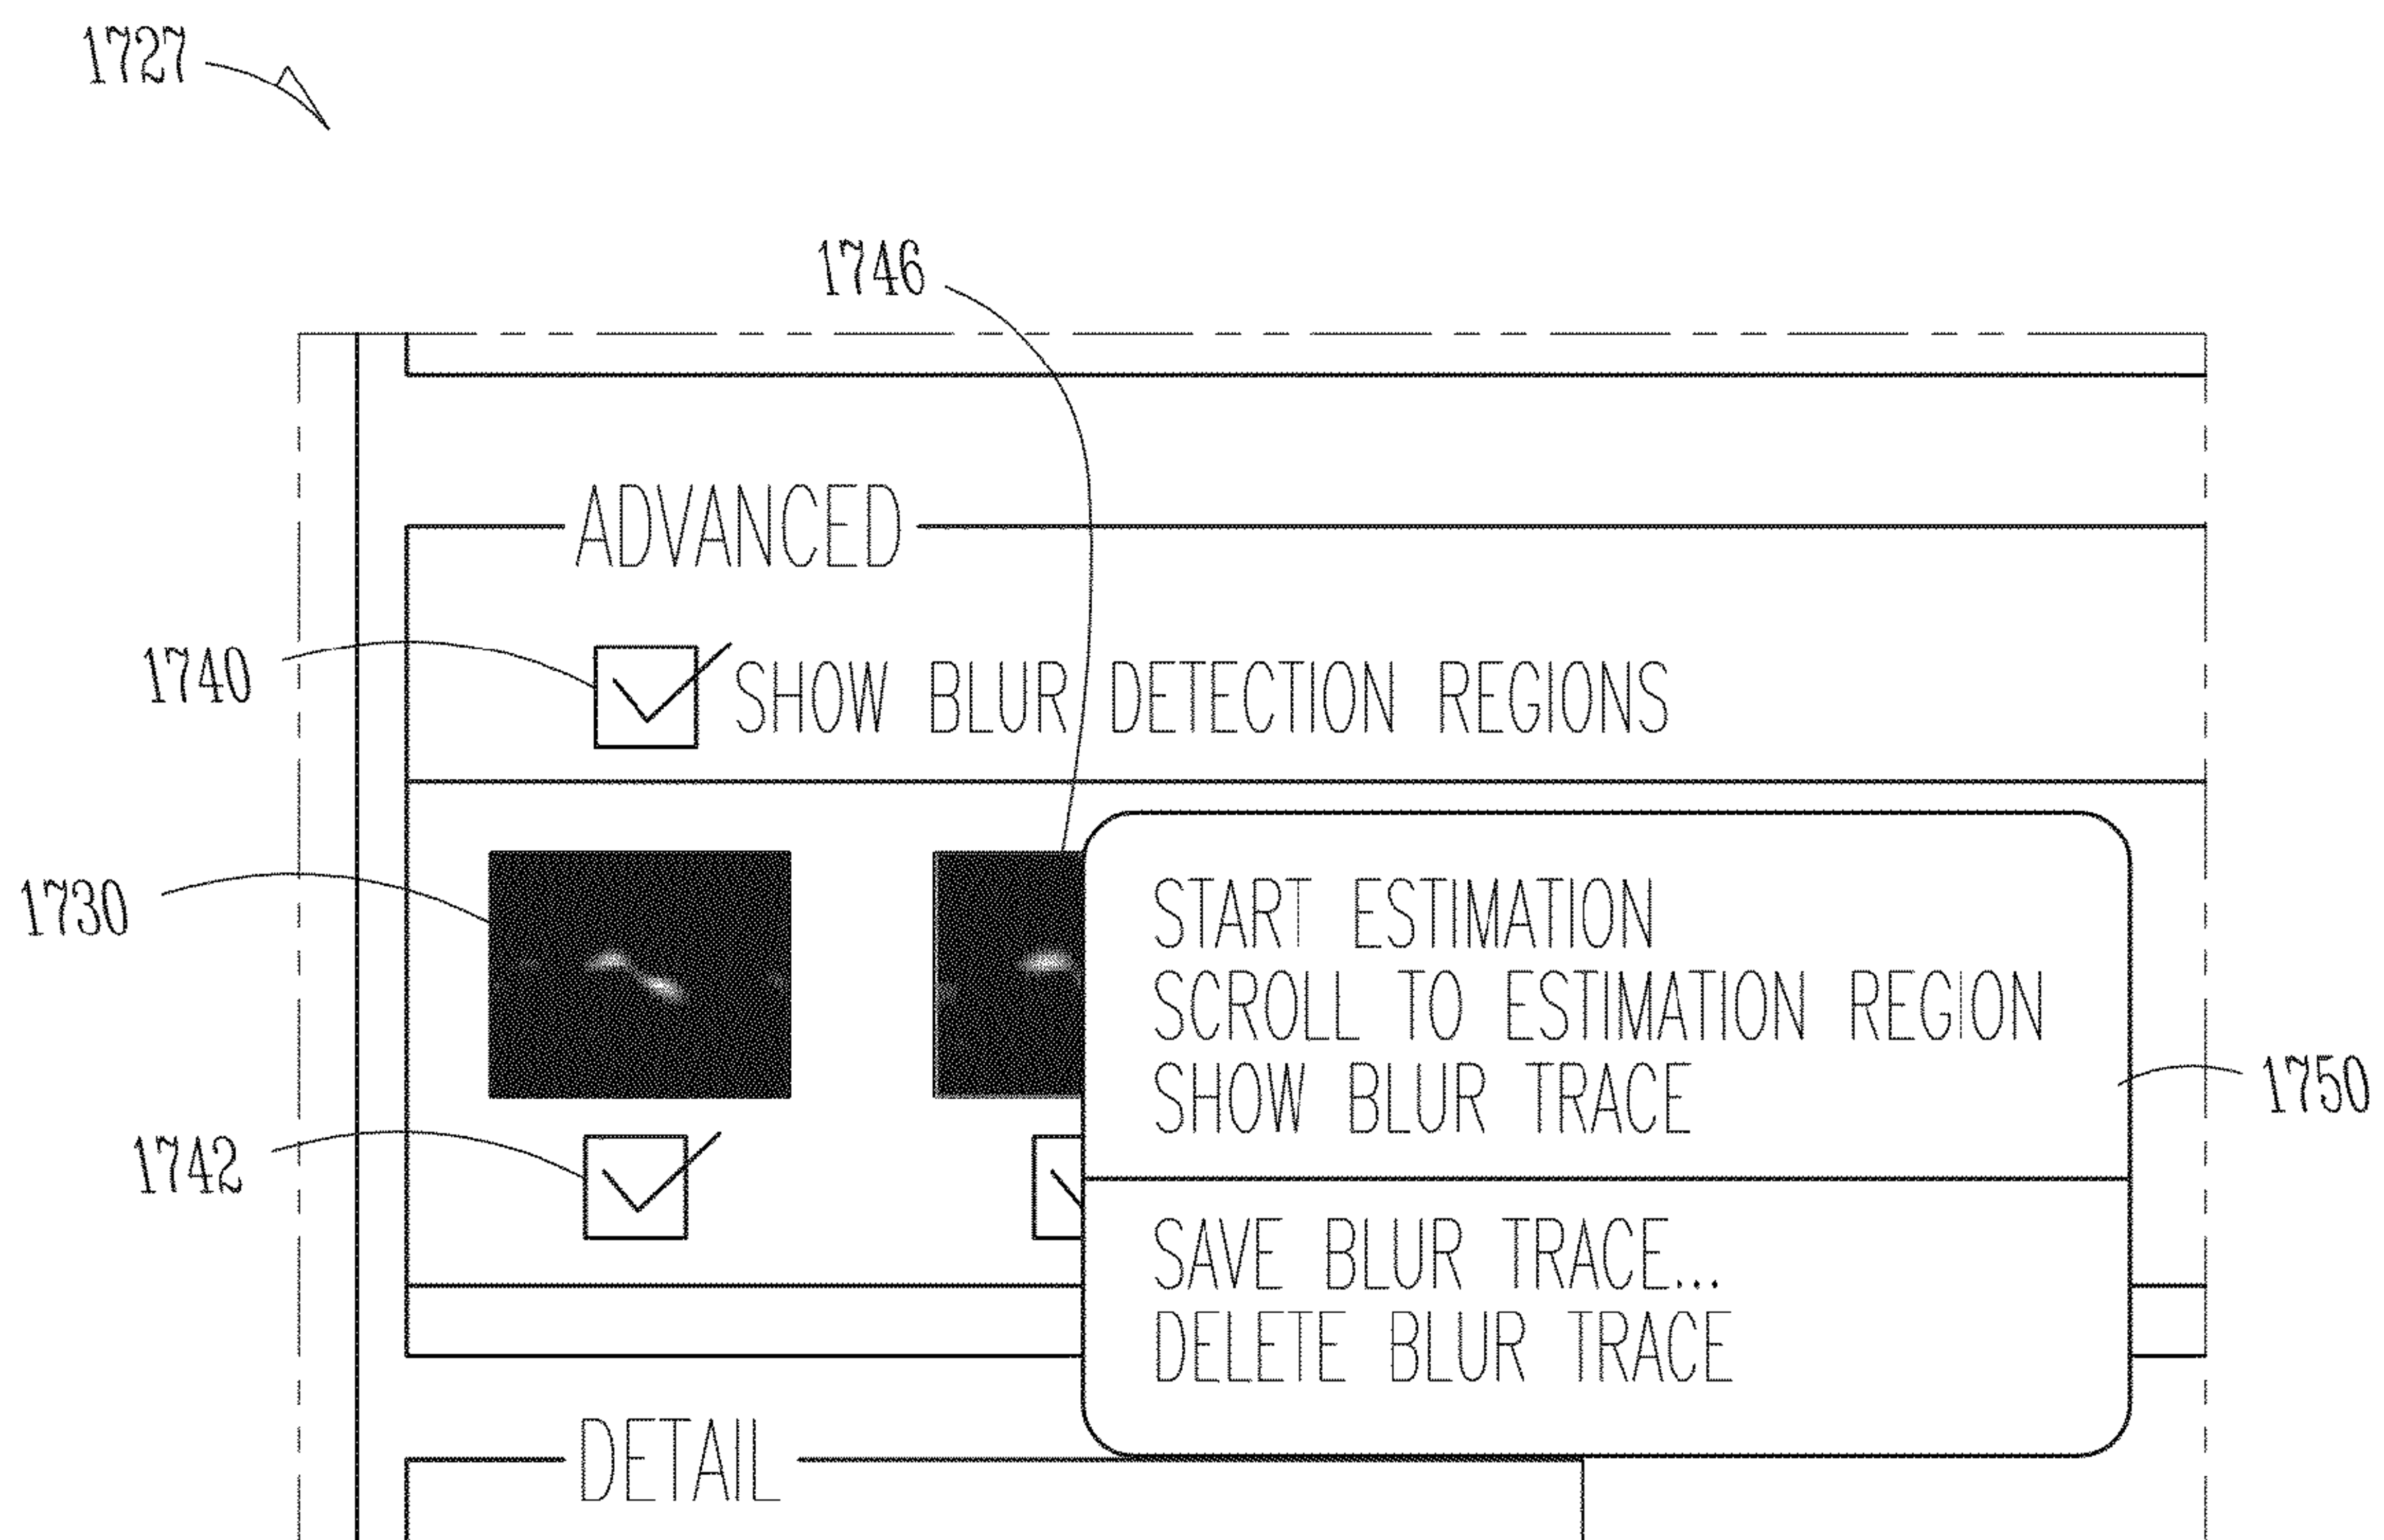 1727
1746
ADVANCED
1740
SHOW BLUR DETECTION REGIONS
1730
START ESTIMATION
SCROLL TO ESTIMATION REGION
SHOW BLUR TRACE
1750
1742
SAVE BLUR TRACE...
DELETE BLUR TRACE
DETAIL